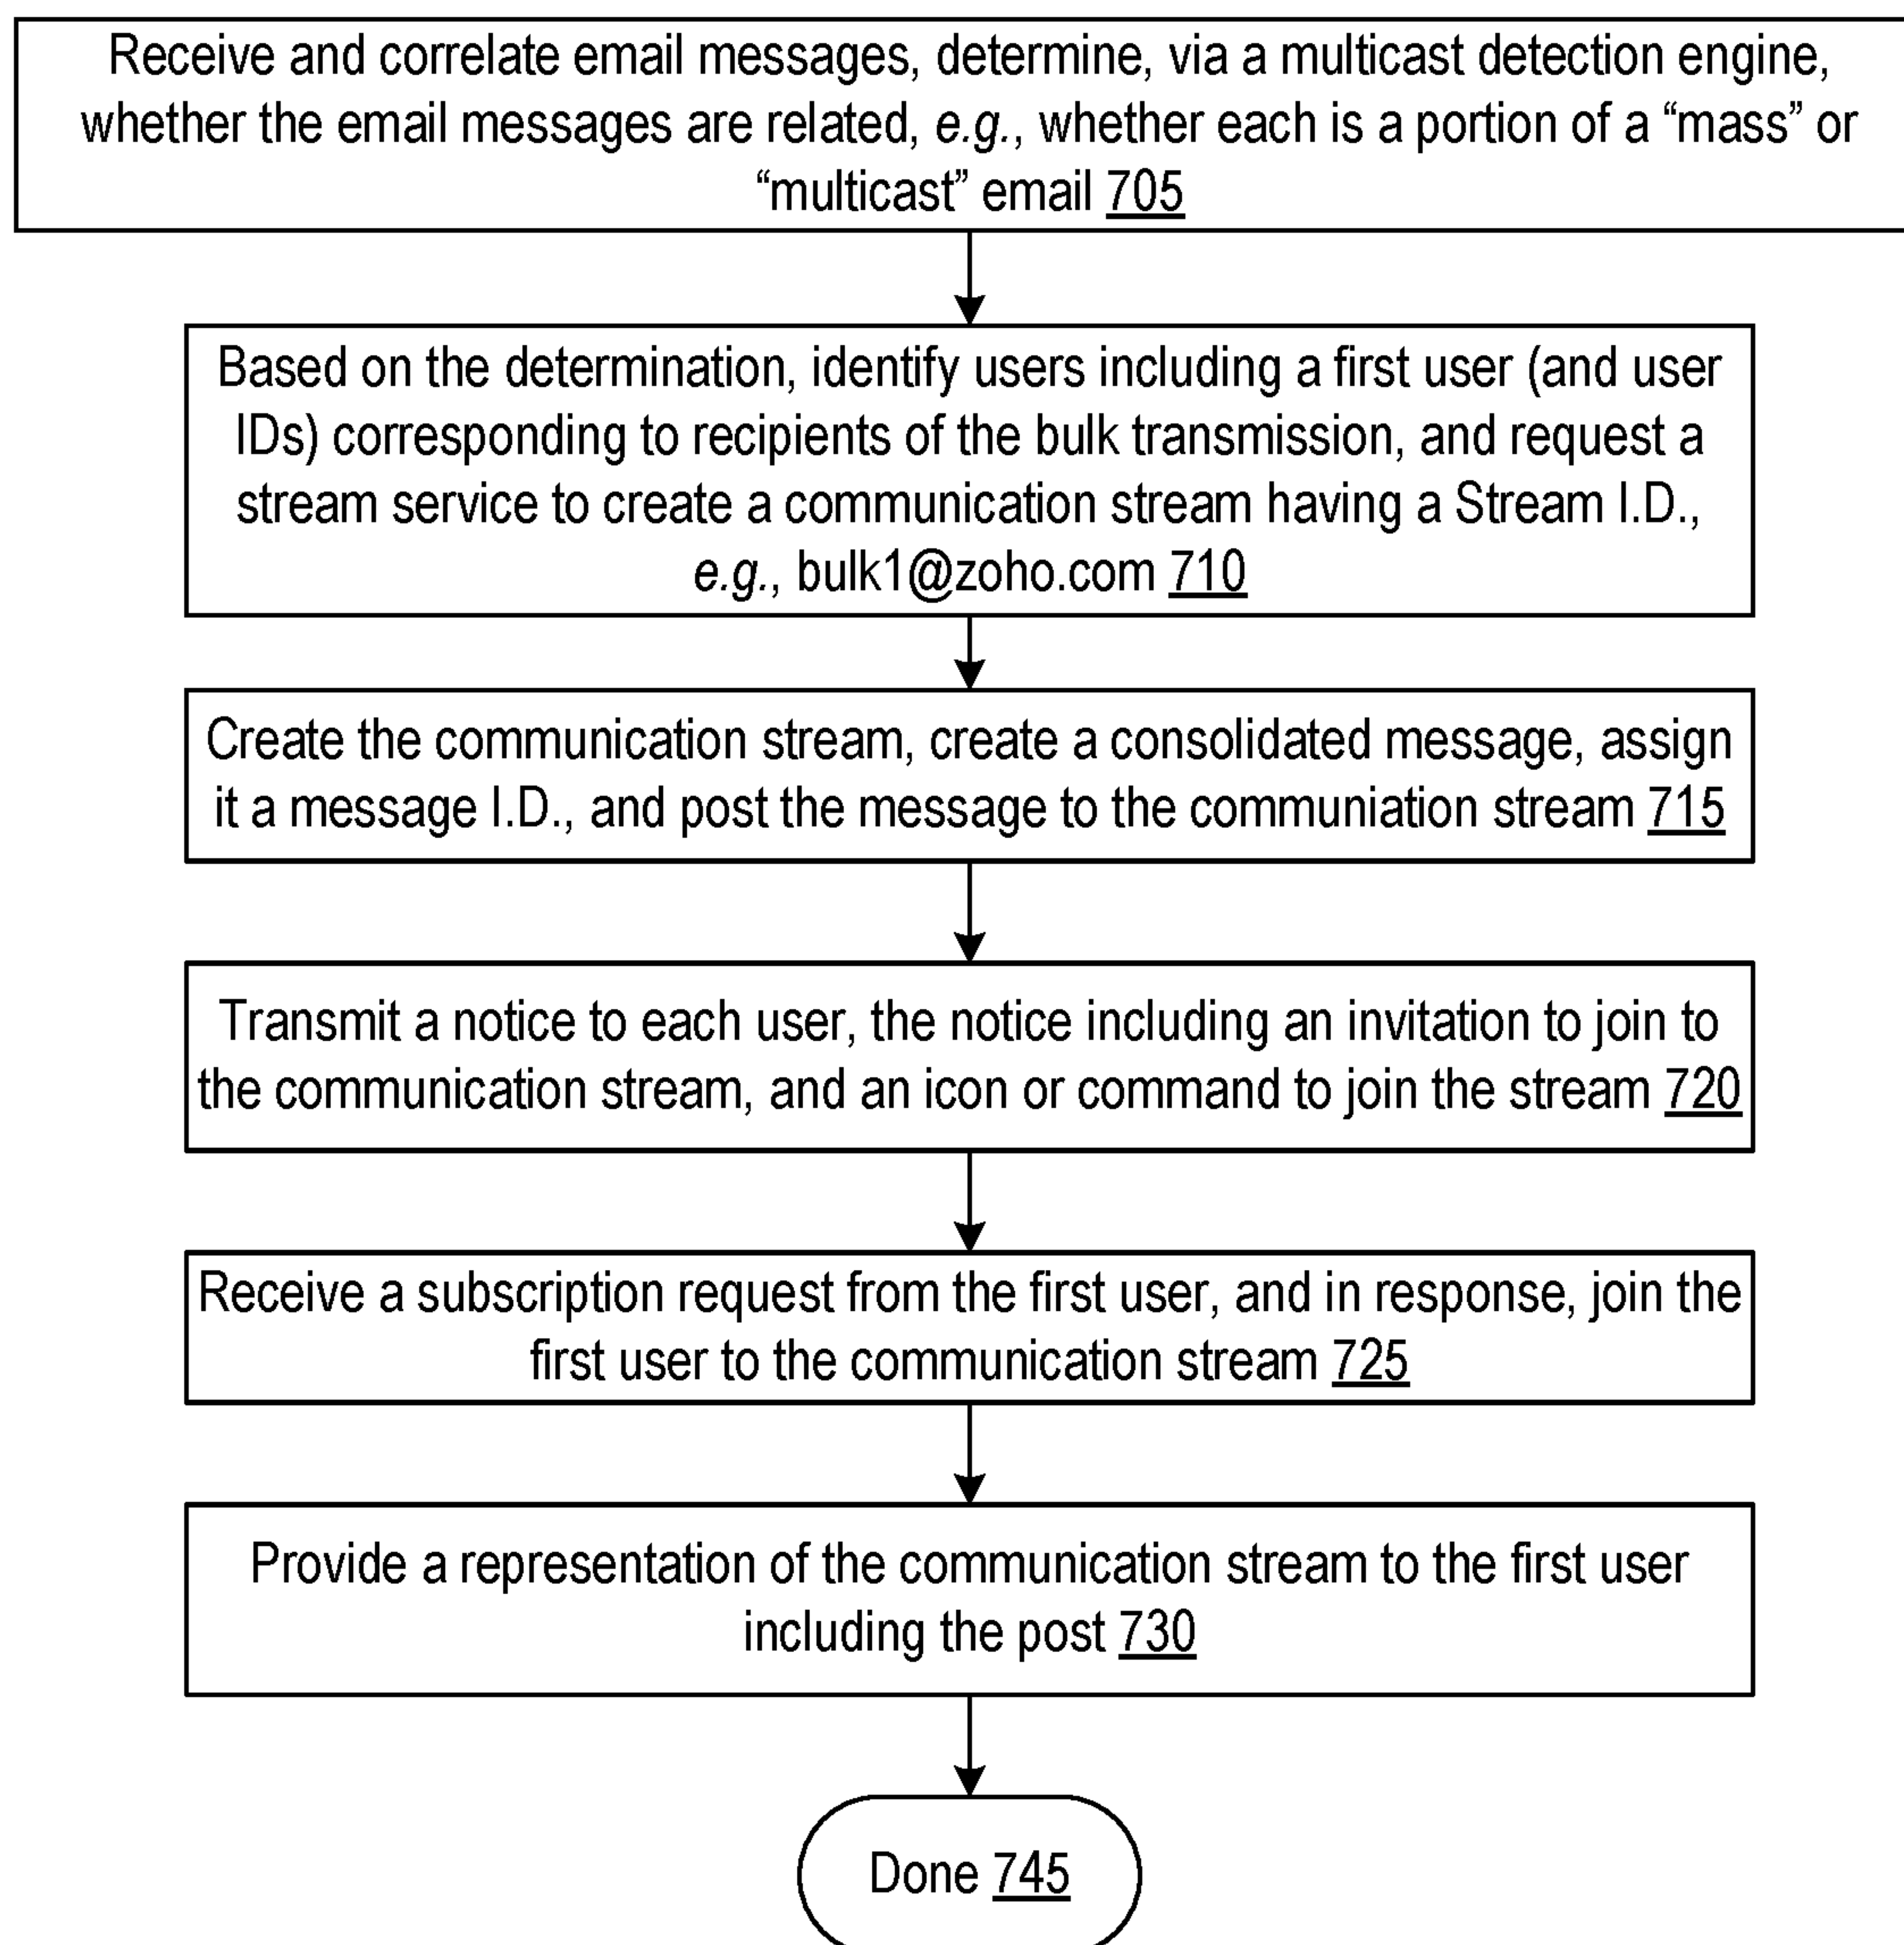 Receive and correlate email messages, determine, via a multicast detection engine,
whether the email messages are related, e.g., whether each is a portion of a “mass” or
“multicast” email 705
Based on the determination, identify users including a first user (and user
IDs) corresponding to recipients of the bulk transmission, and request a
stream service to create a communication stream having a Stream I.D.,
e.g., bulk1@zoho.com 710
Create the communication stream, create a consolidated message, assign
it a message I.D., and post the message to the communiation stream 715
Transmit a notice to each user, the notice including an invitation to join to
the communication stream, and an icon or command to join the stream 720
Receive a subscription request from the first user, and in response, join the
first user to the communication stream 725
Provide a representation of the communication stream to the first user
including the post 730
Done 745